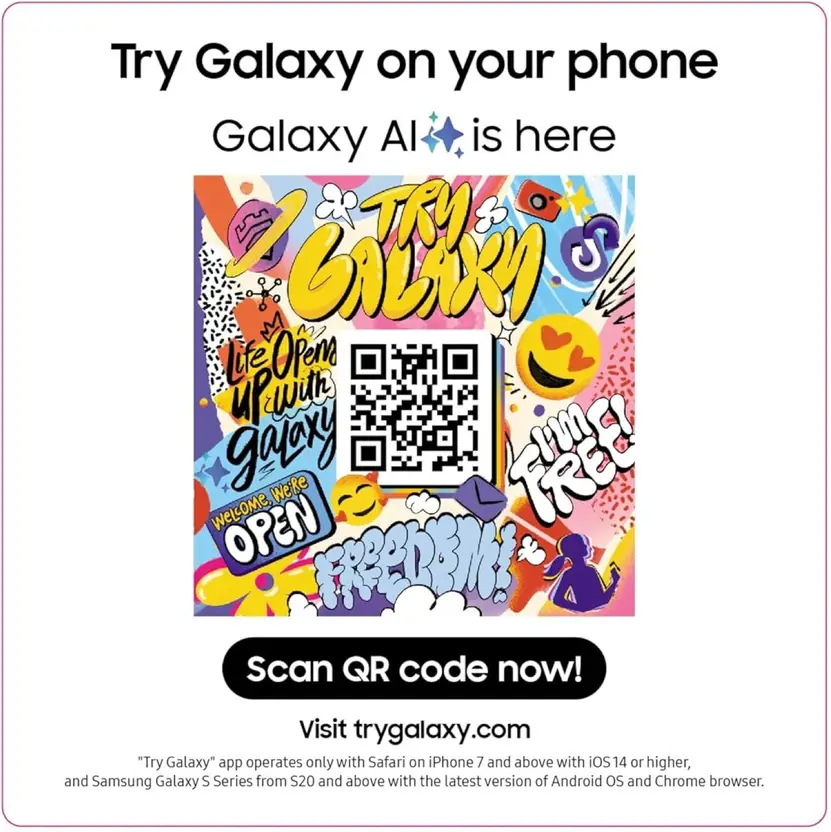 Try Galaxy on your phone
Galaxy AI is here
TRY
GALAXY
Life Opens
UP with
galaxy
I'M
FREE!
WELCOME, WE'RE
OPEN
FREEDOM!
Scan QR code now!
Visit trygalaxy.com
"Try Galaxy" app operates only with Safari on iPhone 7 and above with iOS 14 or higher,
and Samsung Galaxy S Series from S20 and above with the latest version of Android OS and Chrome browser.